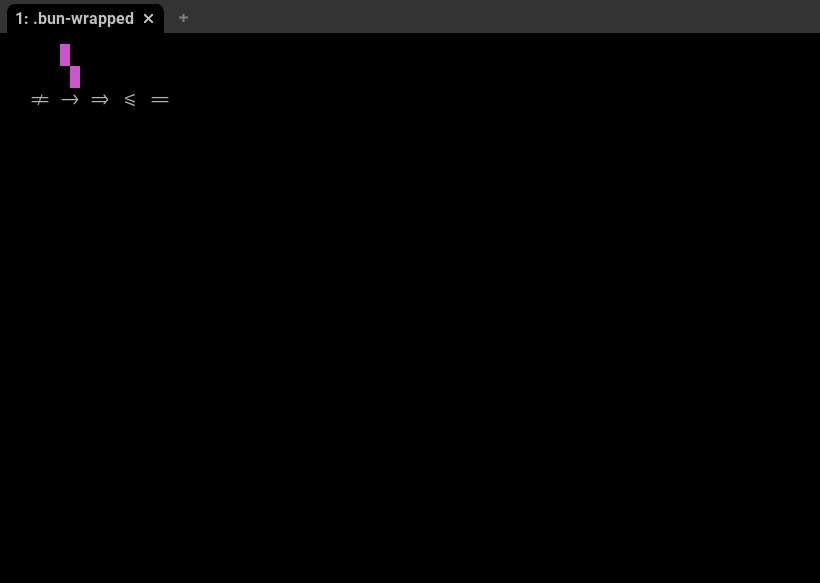 1: .bun-wrapped × +
≠ → ⇒ ⩽ =